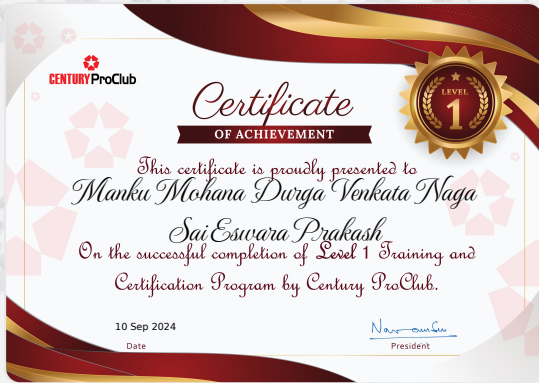 CENTURYProClub
Certificate
OF ACHIEVEMENT
LEVEL
1
This certificate is proudly presented to
Manku Mohana Durga Venkata Naga
Sai Eswara Prakash
On the successful completion of Level 1 Training and
Certification Program by Century ProClub.
10 Sep 2024
Date
President